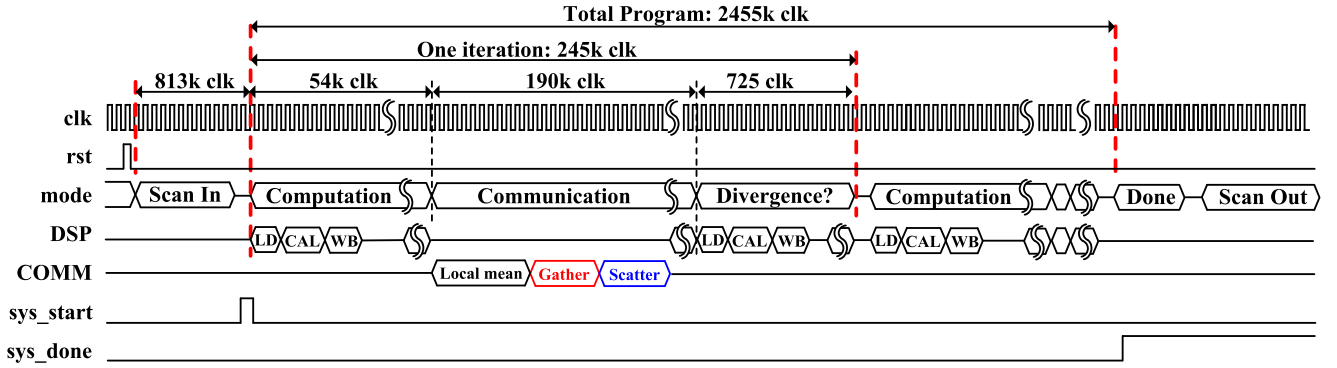 Total Program: 2455k clk
One iteration: 245k clk
813k clk 54k clk 190k clk 725 clk
clk
rst
mode Scan In Computation Communication Divergence? Computation Done Scan Out
DSP LD CAL WB LD CAL WB LD CAL WB
COMM Local mean Gather Scatter
sys_start
sys_done